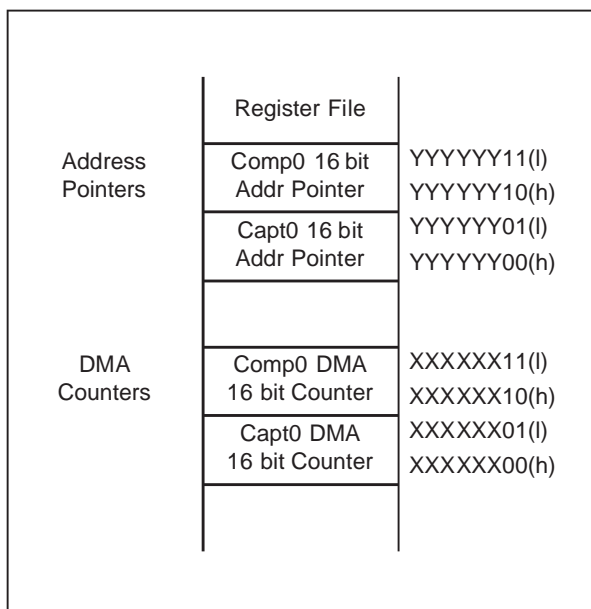 Register File
Address
Pointers
Comp0 16 bit
Addr Pointer
YYYYYY11(l)
YYYYYY10(h)
Capt0 16 bit
Addr Pointer
YYYYYY01(l)
YYYYYY00(h)
DMA
Counters
Comp0 DMA
16 bit Counter
XXXXXX11(l)
XXXXXX10(h)
Capt0 DMA
16 bit Counter
XXXXXX01(l)
XXXXXX00(h)